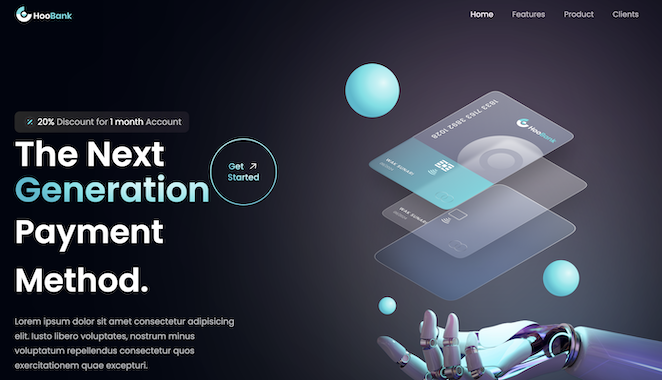 HooBank
Home Features Product Clients
20% Discount for 1 month Account
The Next
Generation
Get
Started
Payment
Method.
Lorem ipsum dolor sit amet consectetur adipisicing
elit. Iusto libero voluptates, nostrum minus
voluptatum repellendus consectetur quos
exercitationem quae excepturi.
HooBank